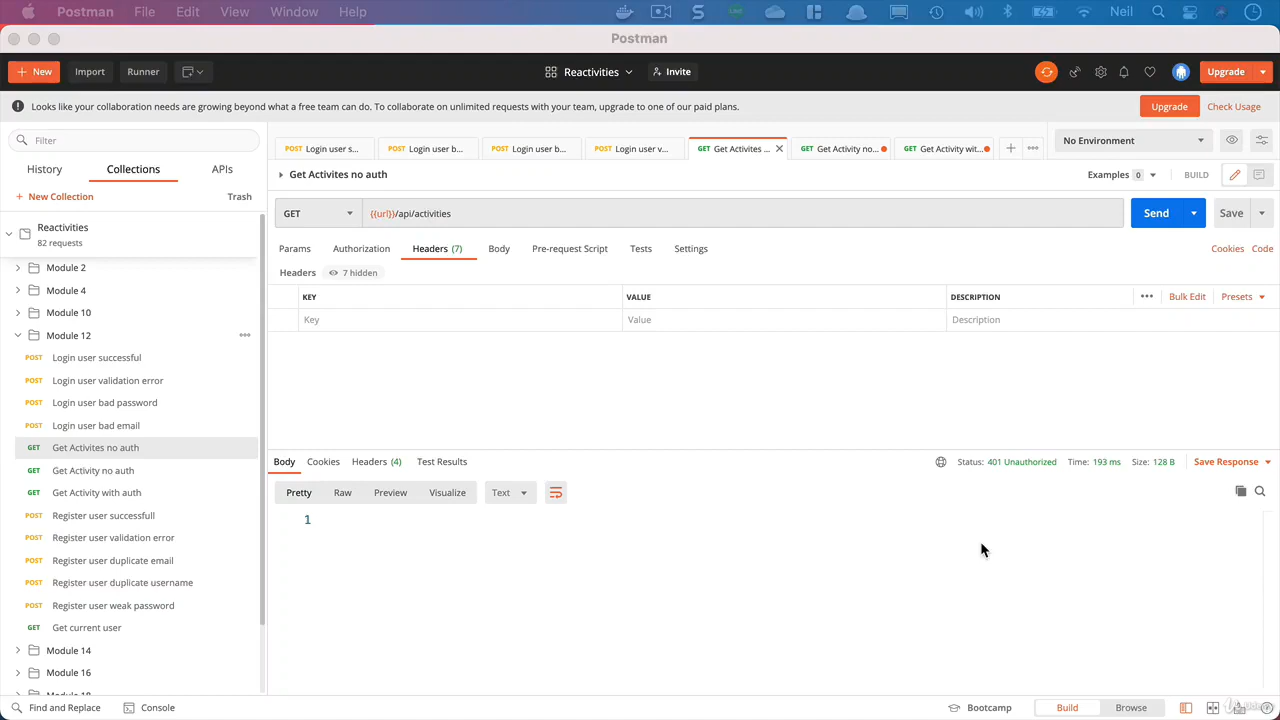 Postman File Edit View Window Help Neil
Postman
New Import Runner Reactivities Invite Upgrade
Looks like your collaboration needs are growing beyond what a free team can do. To collaborate on unlimited requests with your team, upgrade to one of our paid plans. Upgrade Check Usage
Filter
POST Login user s... POST Login user b... POST Login user b... POST Login user v... GET Get Activites ... GET Get Activity no... GET Get Activity wit... No Environment
History Collections APIs
Get Activites no auth Examples 0 BUILD
+ New Collection Trash
GET {{url}}/api/activities Send Save
Reactivities
82 requests
Params Authorization Headers (7) Body Pre-request Script Tests Settings Cookies Code
Headers 7 hidden
KEY VALUE DESCRIPTION Bulk Edit Presets
Key Value Description
Module 2
Module 4
Module 10
Module 12
POST Login user successful
POST Login user validation error
POST Login user bad password
POST Login user bad email
GET Get Activites no auth
GET Get Activity no auth
GET Get Activity with auth
POST Register user successfull
POST Register user validation error
POST Register user duplicate email
POST Register user duplicate username
POST Register user weak password
GET Get current user
Module 14
Module 16
Module 18
Body Cookies Headers (4) Test Results Status: 401 Unauthorized Time: 193 ms Size: 128 B Save Response
Pretty Raw Preview Visualize Text
1
Find and Replace Console Bootcamp Build Browse